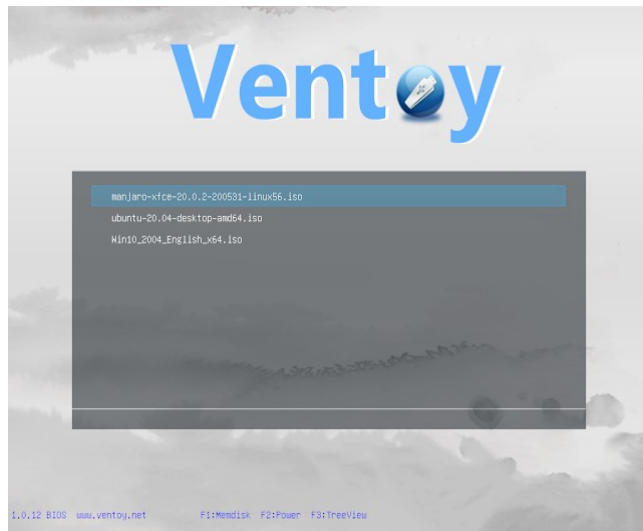 Ventoy
manjaro-xfce-20.0.2-200531-linux56.iso
ubuntu-20.04-desktop-amd64.iso
Win10_2004_English_x64.iso
1.0.12 BIOS www.ventoy.net F1:Memdisk F2:Power F3:TreeView